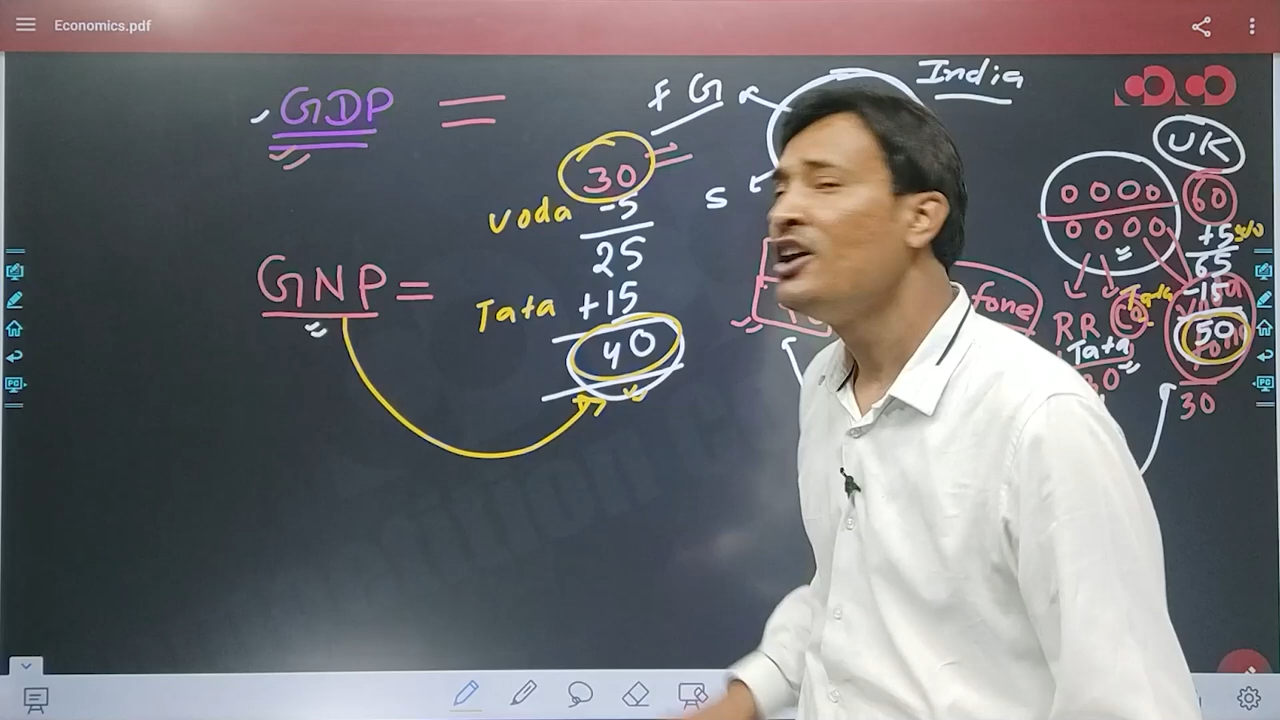 Economics.pdf
GDP =
FG
India
UK
30
Voda -5
25
S
GNP =
Tata +15
40
0000
0000
60
+5
65
-15
50
30
fone
RR
Tata